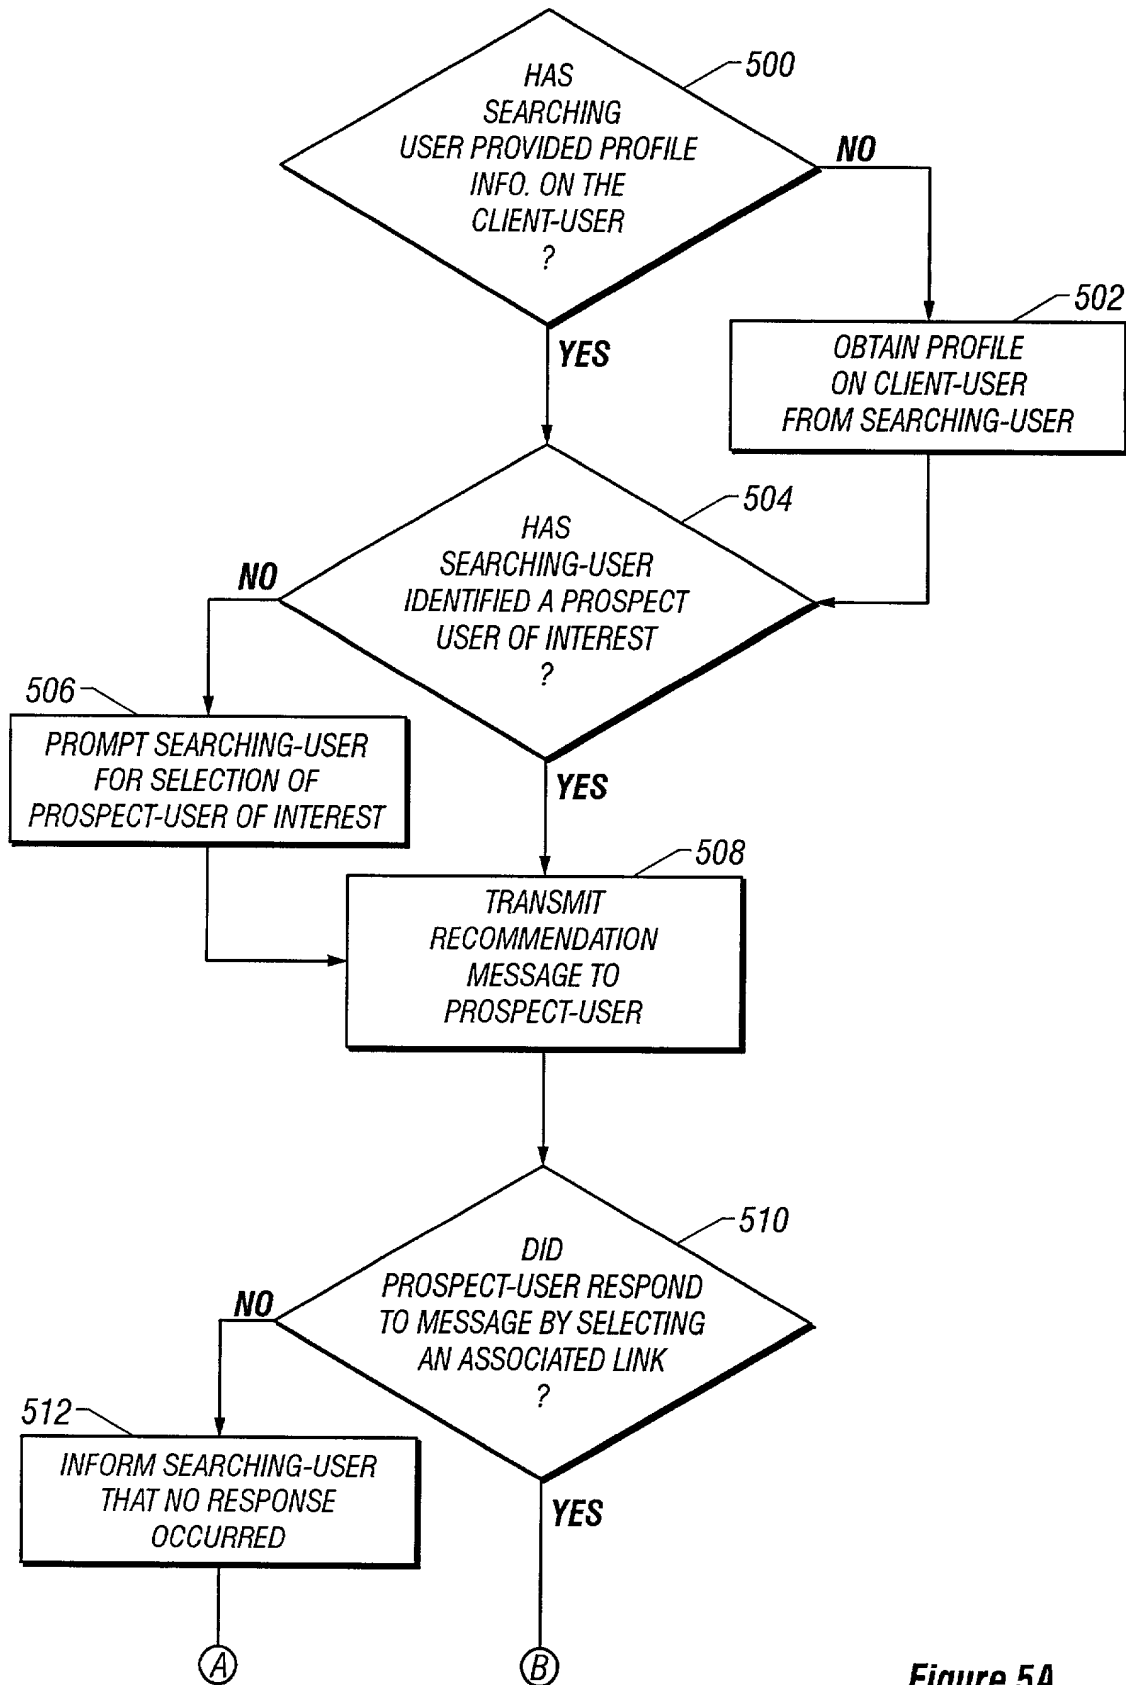 500
HAS
SEARCHING
USER PROVIDED PROFILE
INFO. ON THE
CLIENT-USER
?
NO
502
OBTAIN PROFILE
ON CLIENT-USER
FROM SEARCHING-USER
YES
504
HAS
SEARCHING-USER
IDENTIFIED A PROSPECT
USER OF INTEREST
?
NO
506
PROMPT SEARCHING-USER
FOR SELECTION OF
PROSPECT-USER OF INTEREST
YES
508
TRANSMIT
RECOMMENDATION
MESSAGE TO
PROSPECT-USER
510
DID
PROSPECT-USER RESPOND
TO MESSAGE BY SELECTING
AN ASSOCIATED LINK
?
NO
512
INFORM SEARCHING-USER
THAT NO RESPONSE
OCCURRED
YES
A
B
Figure 5A